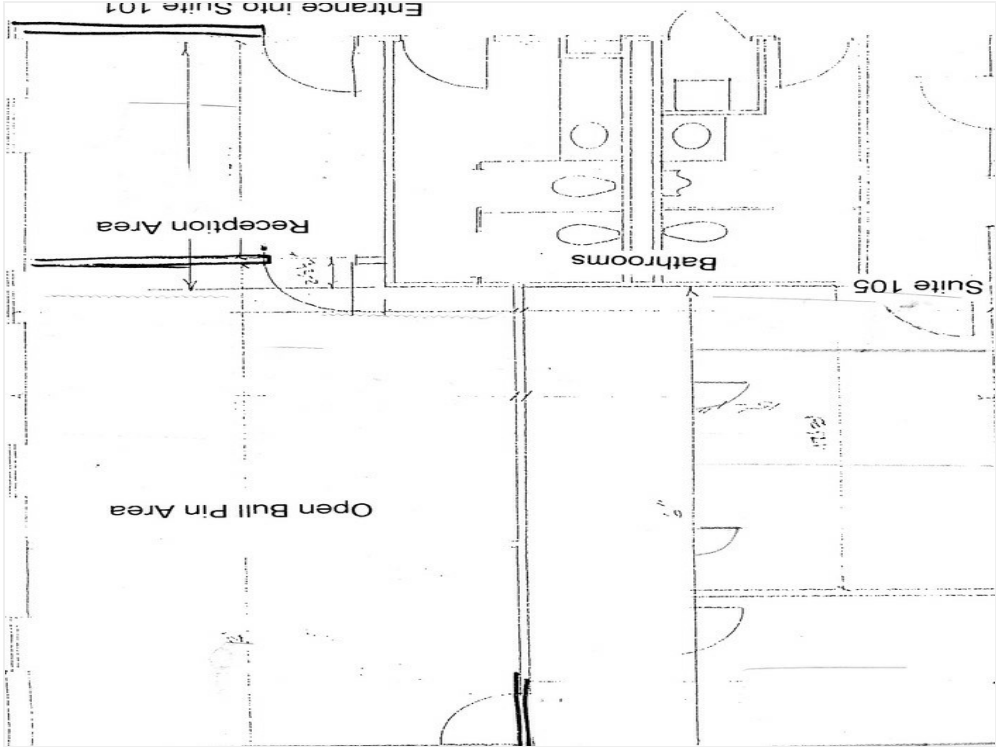 Open Bull Pin Area
Suite 105
Bathrooms
Reception Area
Entrance into Suite 101